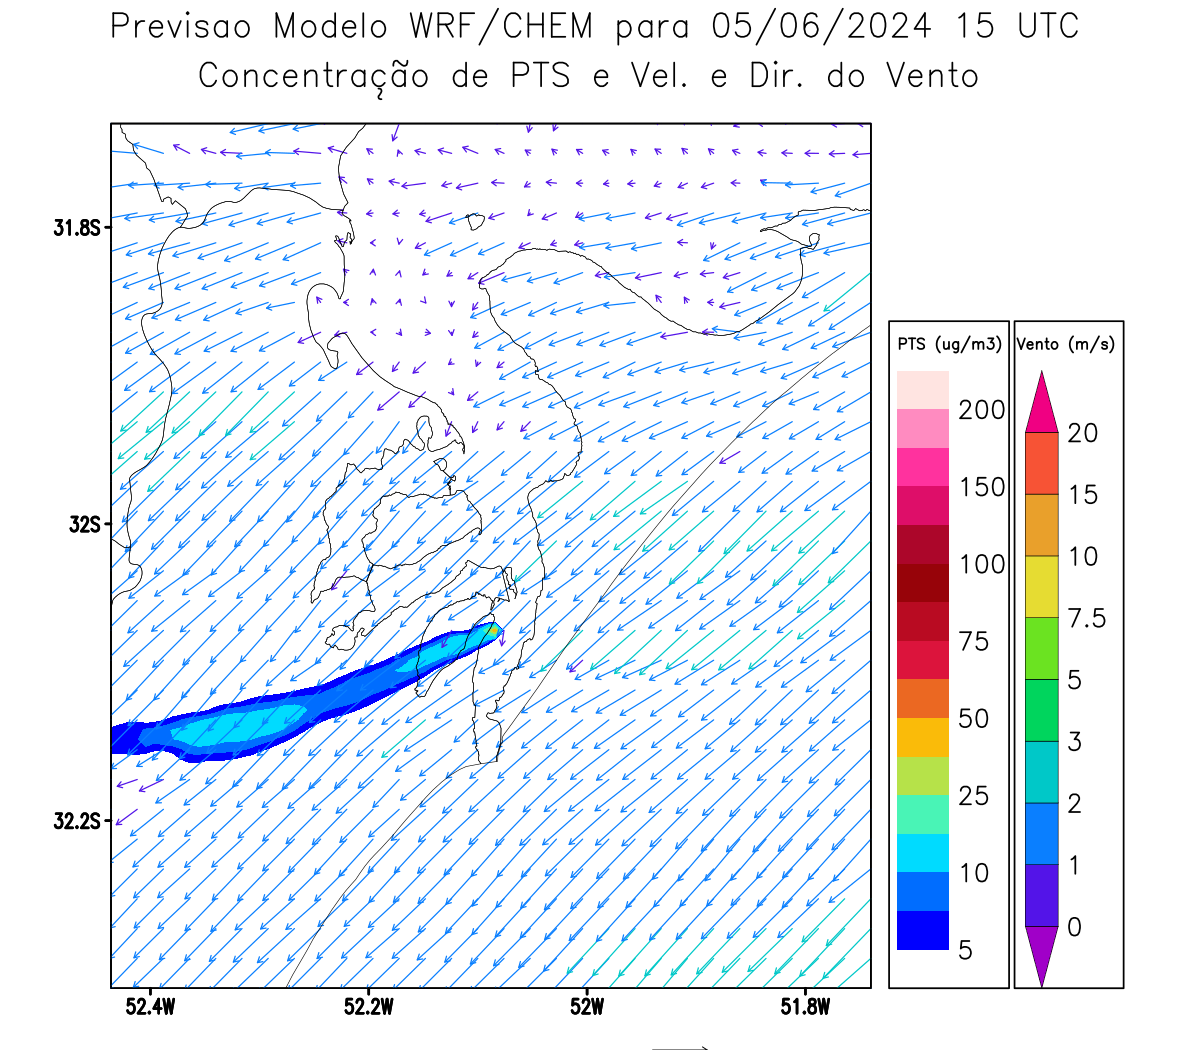 Previsao Modelo WRF/CHEM para 05/06/2024 15 UTC
Concentração de PTS e Vel. e Dir. do Vento
31.8S
32S
32.2S
52.4W 52.2W 52W 51.8W
PTS (ug/m3)
200
150
100
75
50
25
10
5
Vento (m/s)
20
15
10
7.5
5
3
2
1
0